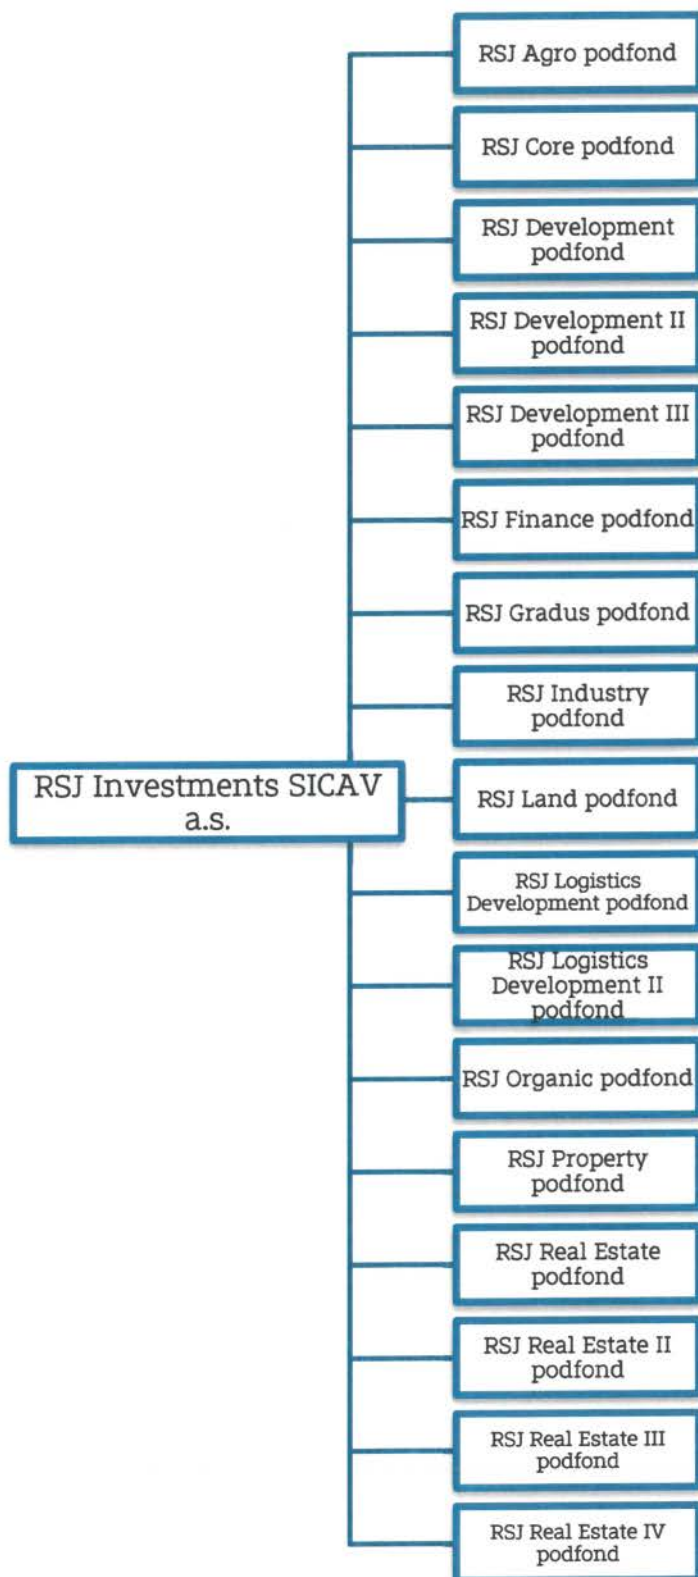 RSJ Agro podfond
RSJ Core podfond
RSJ Development
podfond
RSJ Development II
podfond
RSJ Development III
podfond
RSJ Finance podfond
RSJ Gradus podfond
RSJ Industry
podfond
RSJ Investments SICAV
a.s.
RSJ Land podfond
RSJ Logistics
Development podfond
RSJ Logistics
Development II
podfond
RSJ Organic podfond
RSJ Property
podfond
RSJ Real Estate
podfond
RSJ Real Estate II
podfond
RSJ Real Estate III
podfond
RSJ Real Estate IV
podfond